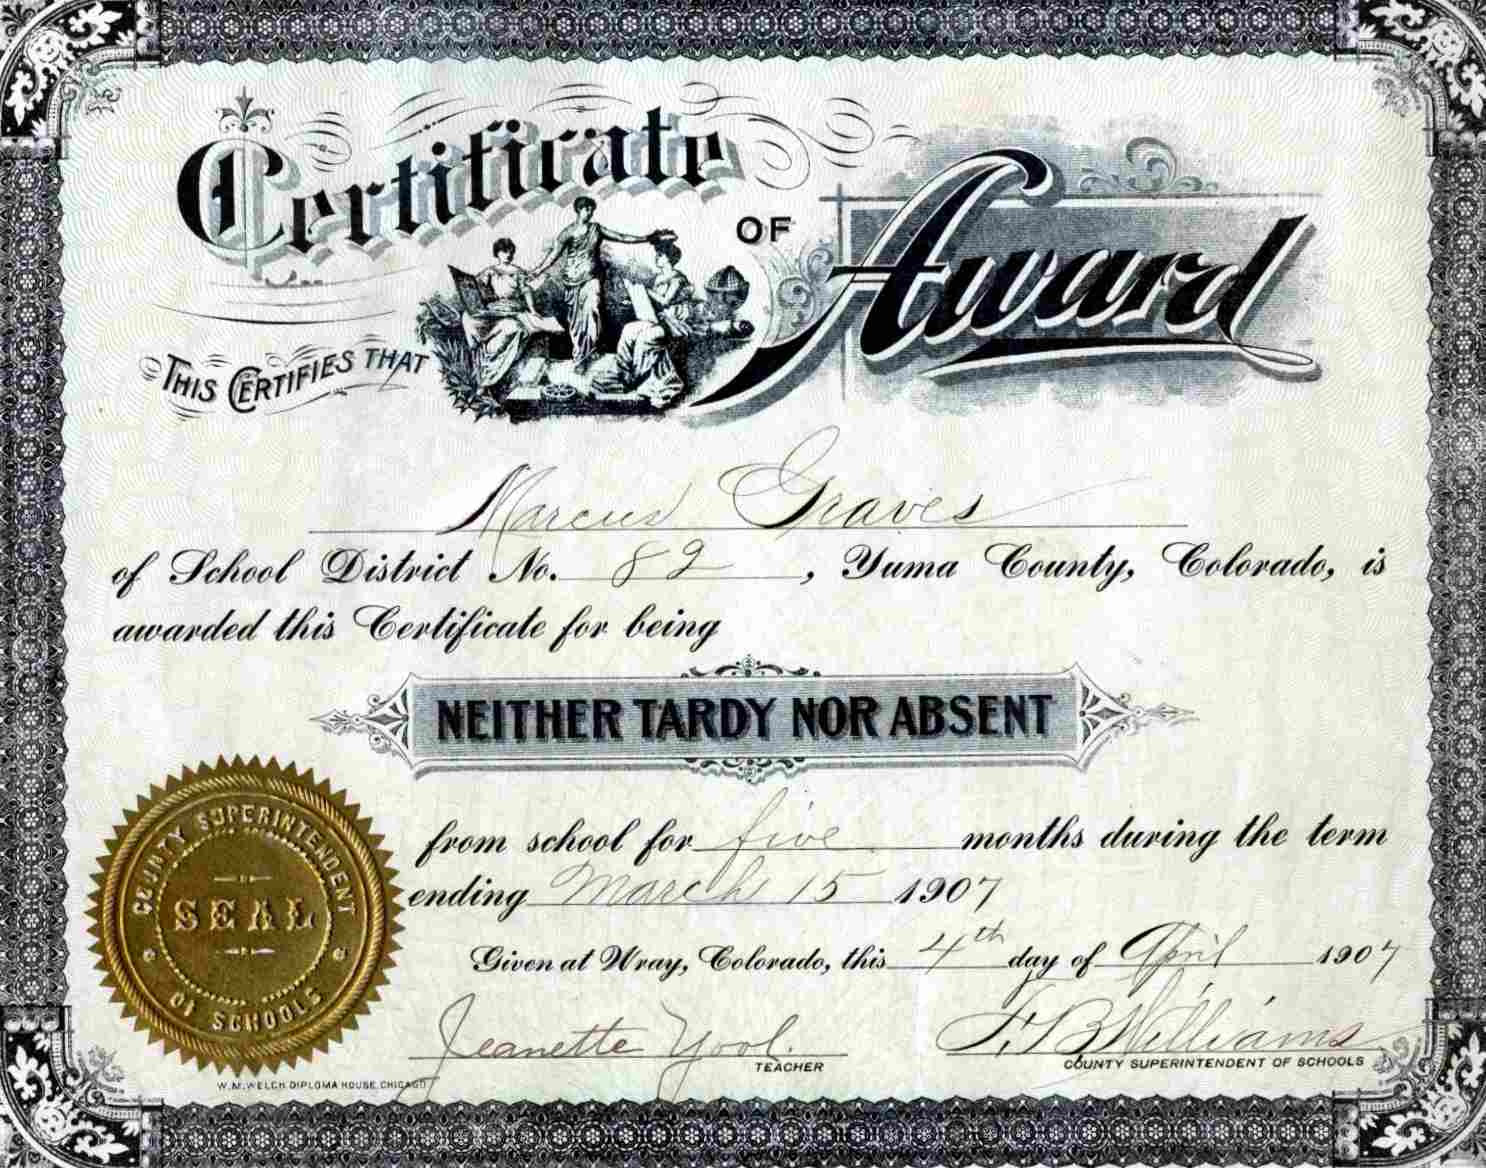 Certificate OF Award
THIS CERTIFIES THAT
Marcus Graves
of School District No. 82, Yuma County, Colorado, is
awarded this Certificate for being
NEITHER TARDY NOR ABSENT
from school for five months during the term
ending March 15 1907
Given at Wray, Colorado, this 4th day of April 1907
Jeanette Yool.
TEACHER
F. B. Williams
COUNTY SUPERINTENDENT OF SCHOOLS
COUNTY SUPERINTENDENT
SEAL
OF SCHOOLS
W. M. WELCH DIPLOMA HOUSE, CHICAGO